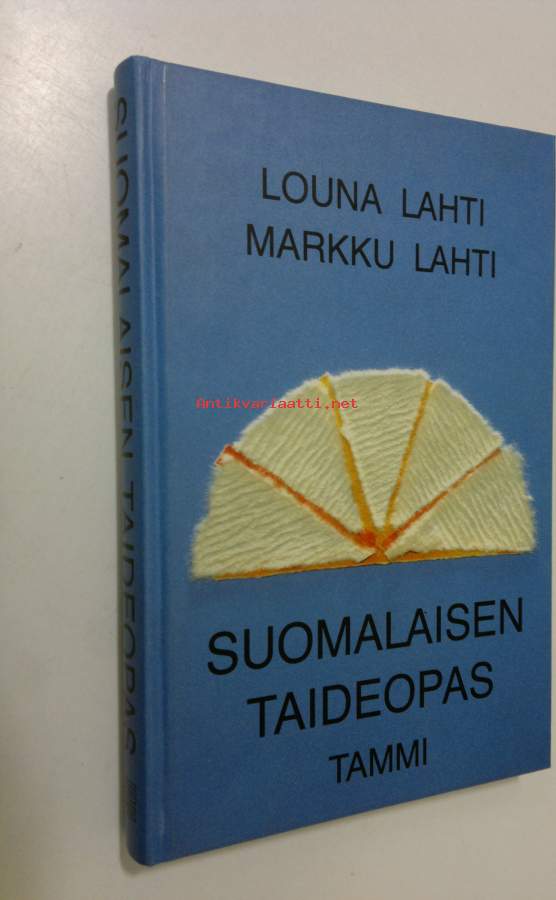 LOUNA LAHTI
MARKKU LAHTI
Antikvariaatti.net
SUOMALAISEN
TAIDEOPAS
TAMMI
SUOMALAISEN TAIDEOPAS